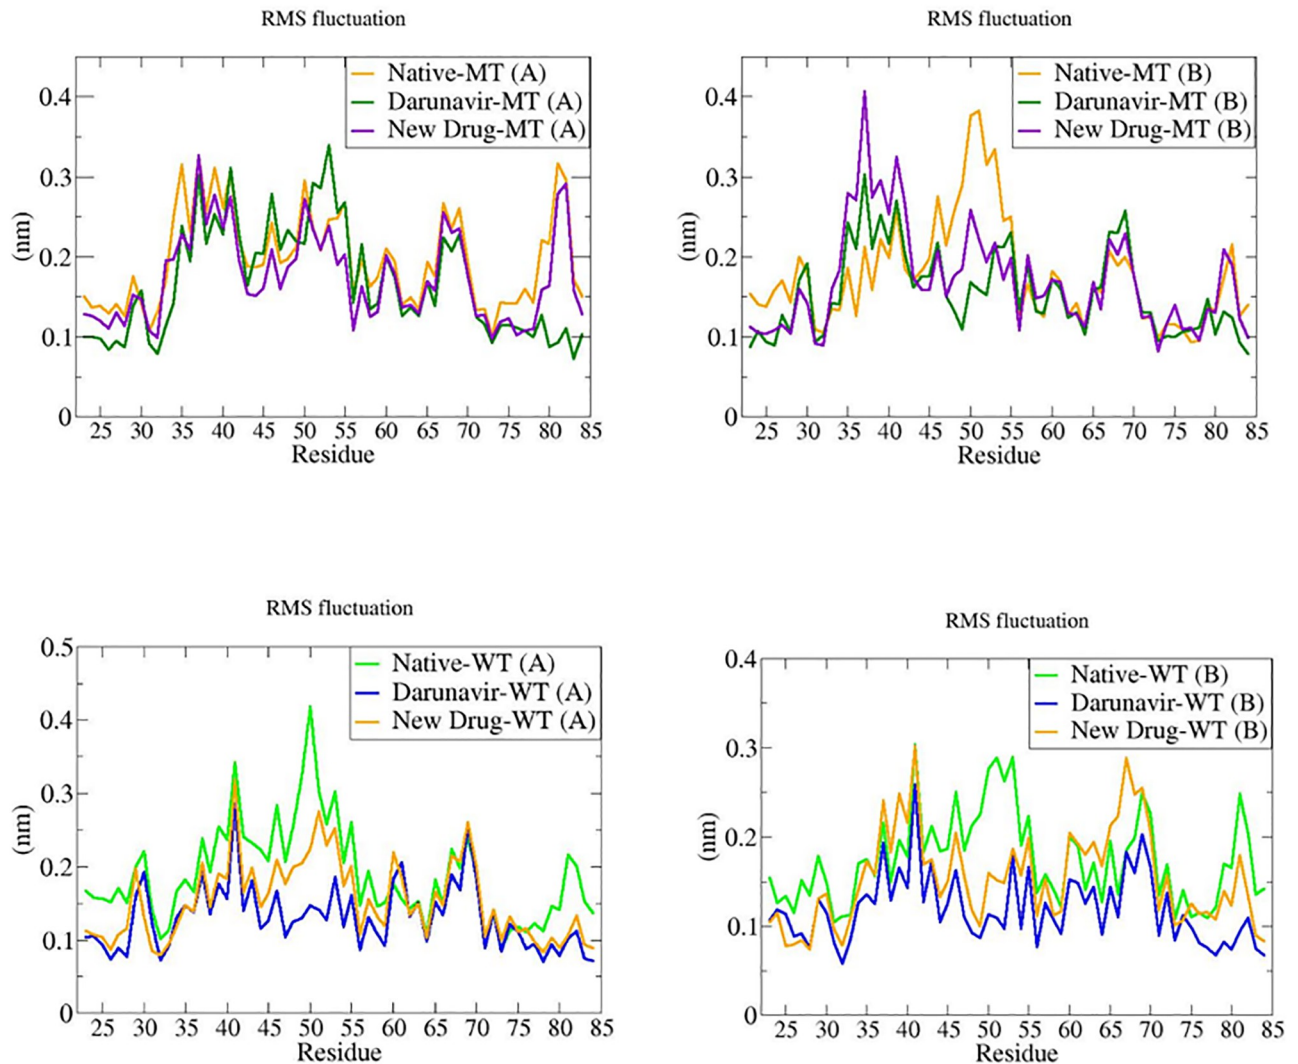 RMS fluctuation
Native-MT (A)
Darunavir-MT (A)
New Drug-MT (A)
(nm)
0.4
0.3
0.2
0.1
0
25 30 35 40 45 50 55 60 65 70 75 80 85
Residue
RMS fluctuation
Native-MT (B)
Darunavir-MT (B)
New Drug-MT (B)
(nm)
0.4
0.3
0.2
0.1
0
25 30 35 40 45 50 55 60 65 70 75 80 85
Residue
RMS fluctuation
Native-WT (A)
Darunavir-WT (A)
New Drug-WT (A)
(nm)
0.5
0.4
0.3
0.2
0.1
0
25 30 35 40 45 50 55 60 65 70 75 80 85
Residue
RMS fluctuation
Native-WT (B)
Darunavir-WT (B)
New Drug-WT (B)
(nm)
0.4
0.3
0.2
0.1
0
25 30 35 40 45 50 55 60 65 70 75 80 85
Residue